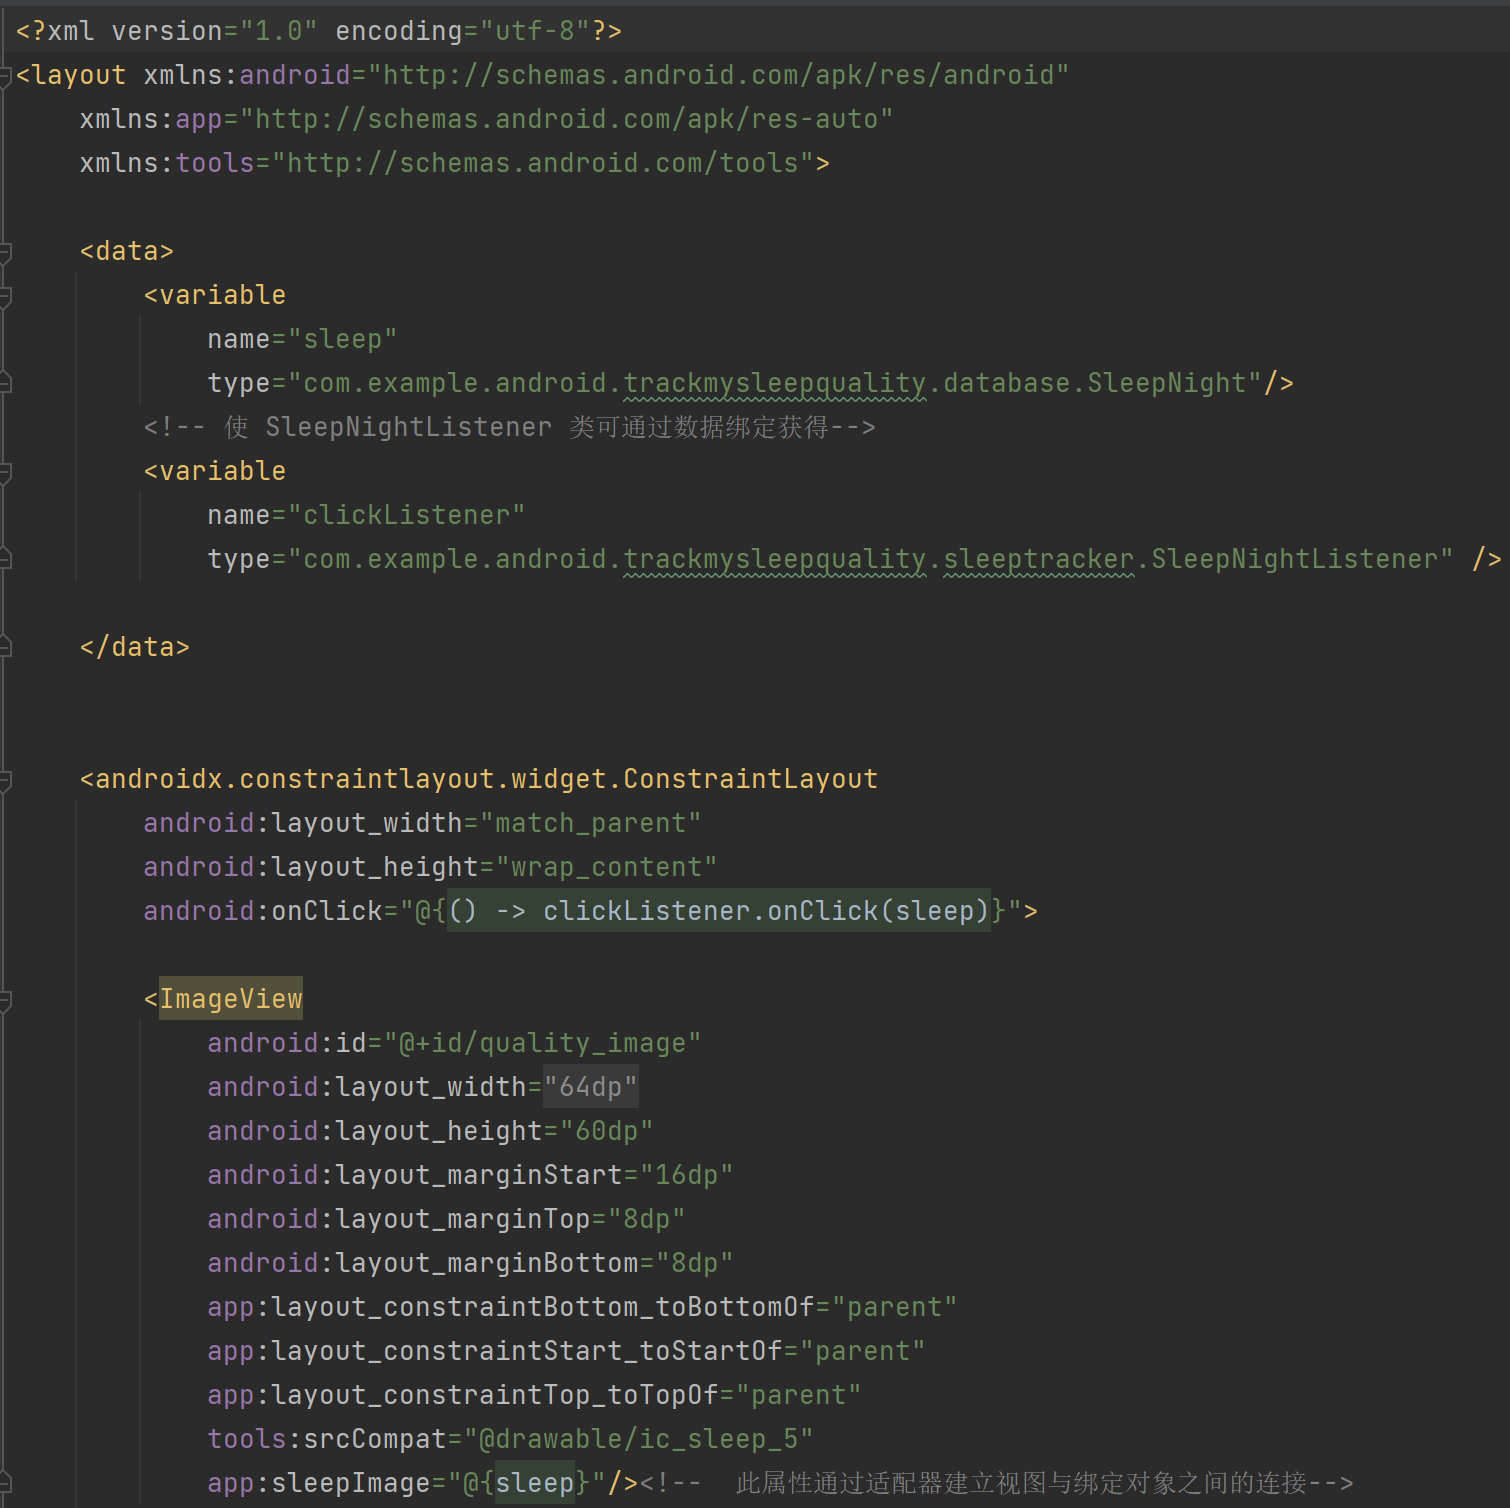 <?xml version="1.0" encoding="utf-8"?>
<layout xmlns:android="http://schemas.android.com/apk/res/android"
    xmlns:app="http://schemas.android.com/apk/res-auto"
    xmlns:tools="http://schemas.android.com/tools">
    <data>
        <variable
            name="sleep"
            type="com.example.android.trackmysleepquality.database.SleepNight"/>
        <!-- 使 SleepNightListener 类可通过数据绑定获得-->
        <variable
            name="clickListener"
            type="com.example.android.trackmysleepquality.sleeptracker.SleepNightListener" />
    </data>
    <androidx.constraintlayout.widget.ConstraintLayout
        android:layout_width="match_parent"
        android:layout_height="wrap_content"
        android:onClick="@{() -> clickListener.onClick(sleep)}">
        <ImageView
            android:id="@+id/quality_image"
            android:layout_width="64dp"
            android:layout_height="60dp"
            android:layout_marginStart="16dp"
            android:layout_marginTop="8dp"
            android:layout_marginBottom="8dp"
            app:layout_constraintBottom_toBottomOf="parent"
            app:layout_constraintStart_toStartOf="parent"
            app:layout_constraintTop_toTopOf="parent"
            tools:srcCompat="@drawable/ic_sleep_5"
            app:sleepImage="@{sleep}"/><!--  此属性通过适配器建立视图与绑定对象之间的连接-->